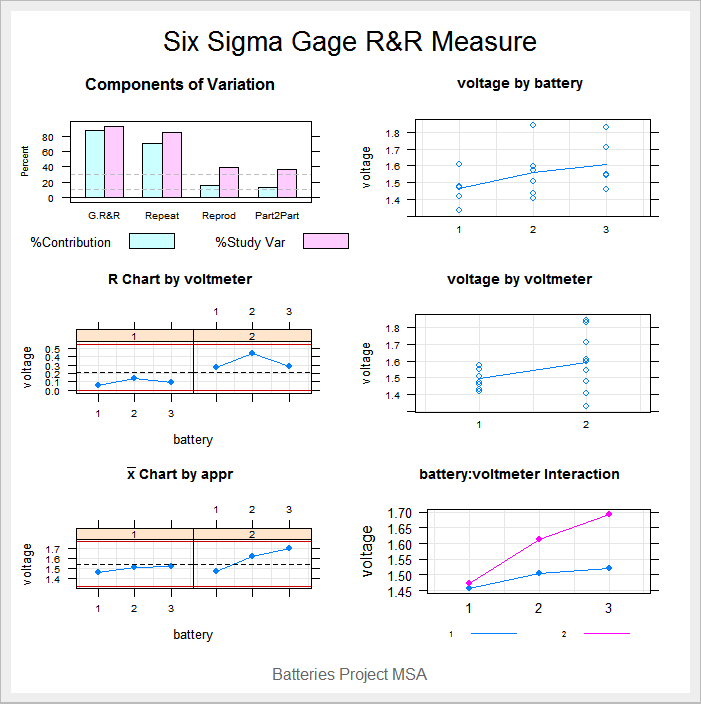 Six Sigma Gage R&R Measure
Components of Variation
Percent
80
60
40
20
0
G.R&R Repeat Reprod Part2Part
%Contribution %Study Var
voltage by battery
voltage
1.8
1.7
1.6
1.5
1.4
1 2 3
R Chart by voltmeter
1 2 3
1 2
voltage
0.5
0.4
0.3
0.2
0.1
0.0
1 2 3
battery
voltage by voltmeter
voltage
1.8
1.7
1.6
1.5
1.4
1 2
x̅ Chart by appr
1 2 3
1 2
voltage
1.7
1.6
1.5
1.4
1 2 3
battery
battery:voltmeter Interaction
voltage
1.70
1.65
1.60
1.55
1.50
1.45
1 2 3
1 2
Batteries Project MSA